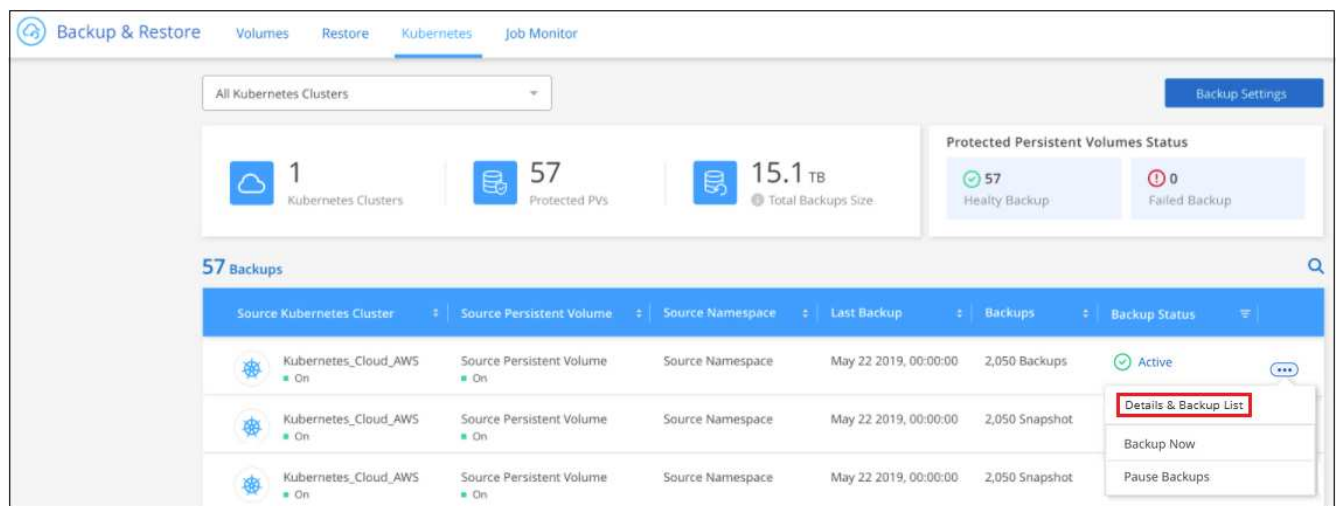 Backup & Restore Volumes Restore Kubernetes Job Monitor
All Kubernetes Clusters Backup Settings
Protected Persistent Volumes Status
1 57 15.1 TB 57 0
Kubernetes Clusters Protected PVs Total Backups Size Healty Backup Failed Backup
57 Backups
Source Kubernetes Cluster Source Persistent Volume Source Namespace Last Backup Backups Backup Status
Kubernetes_Cloud_AWS Source Persistent Volume Source Namespace May 22 2019, 00:00:00 2,050 Backups Active
On On
Details & Backup List
Kubernetes_Cloud_AWS Source Persistent Volume Source Namespace May 22 2019, 00:00:00 2,050 Snapshot
On On
Backup Now
Kubernetes_Cloud_AWS Source Persistent Volume Source Namespace May 22 2019, 00:00:00 2,050 Snapshot Pause Backups
On On